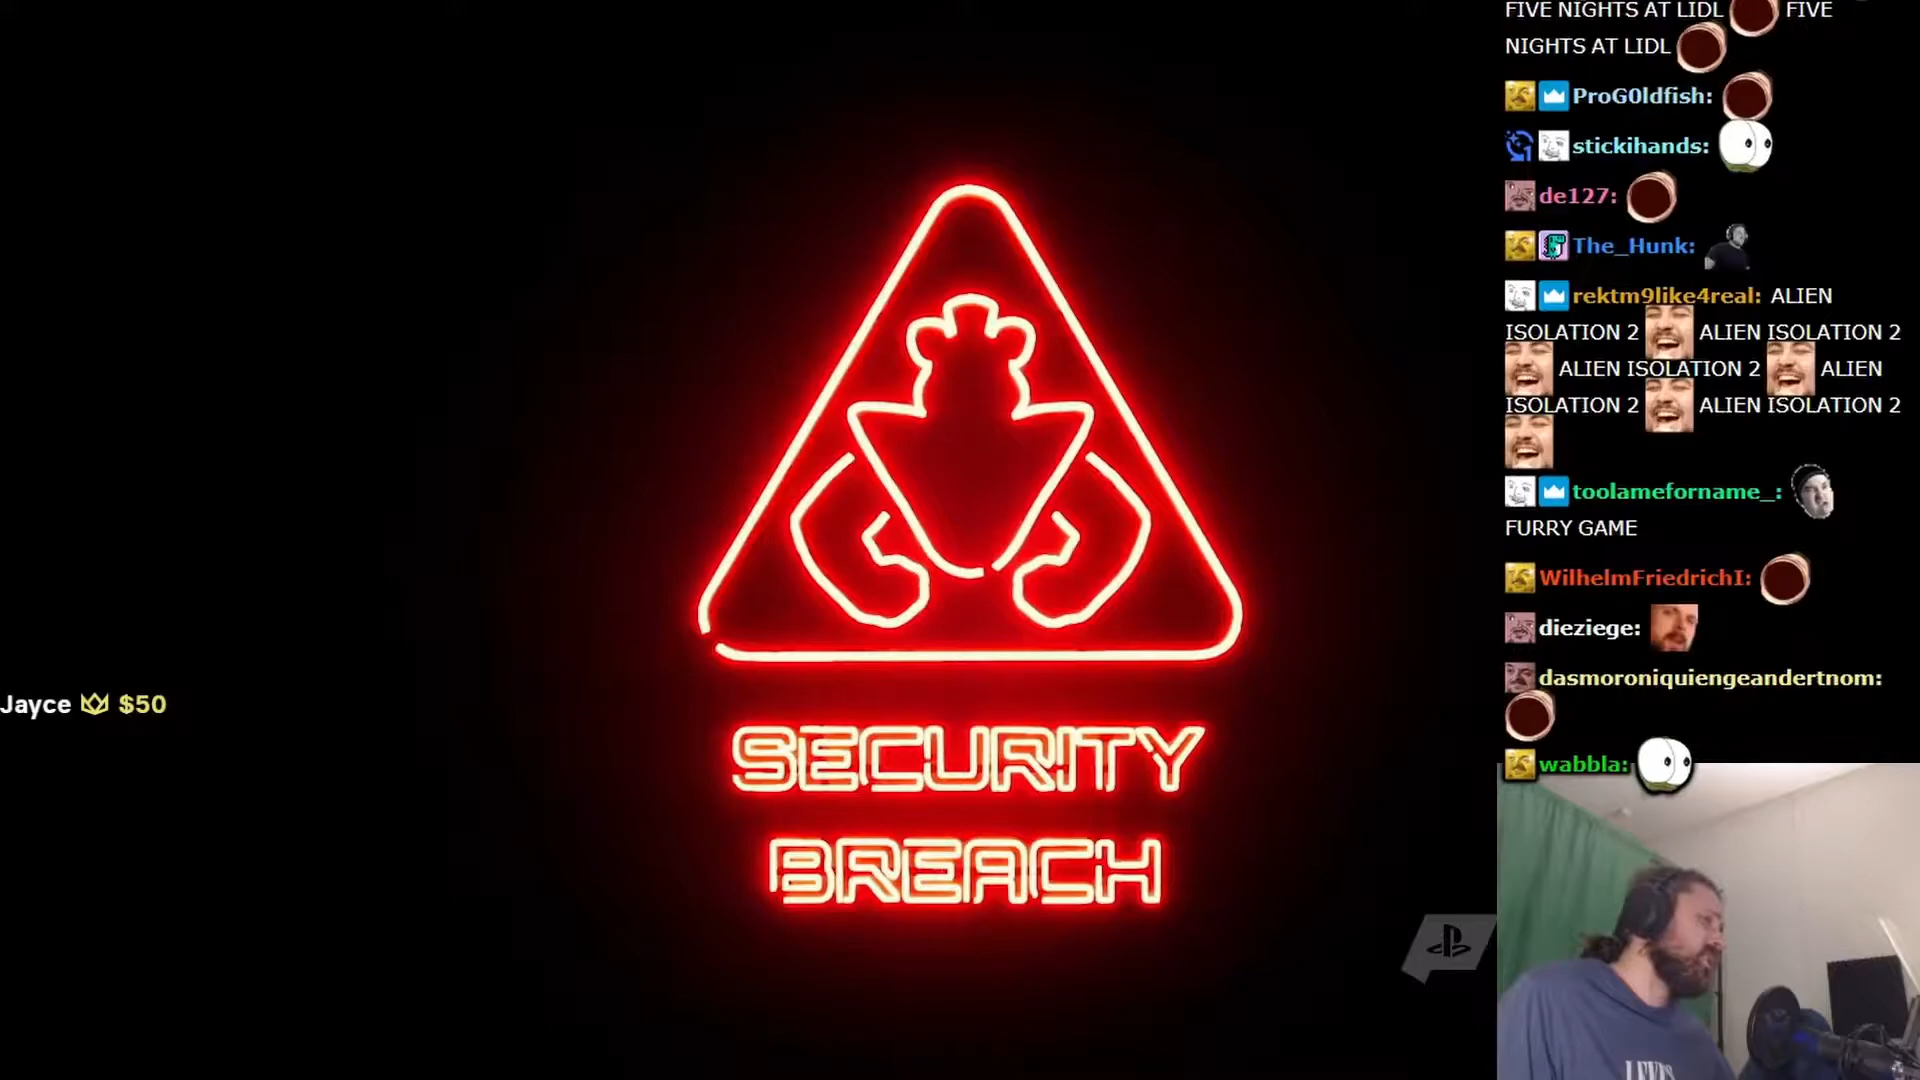 FIVE NIGHTS AT LIDL FIVE
NIGHTS AT LIDL
ProG0ldfish:
stickihands:
de127:
The_Hunk:
rektm9like4real: ALIEN
ISOLATION 2 ALIEN ISOLATION 2
ALIEN ISOLATION 2 ALIEN
ISOLATION 2 ALIEN ISOLATION 2
toolameforname_:
FURRY GAME
WilhelmFriedrichI:
dieziege:
dasmoroniquiengeandertnom:
wabbla:
Jayce $50
SECURITY
BREACH
LEVI'S